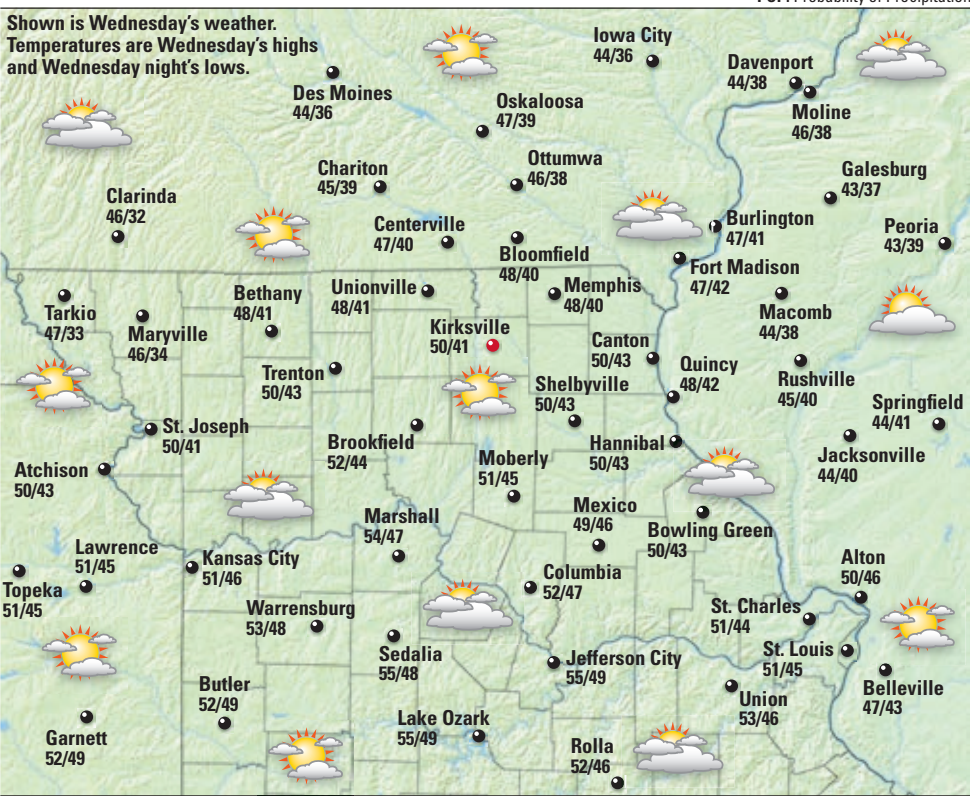 Shown is Wednesday's weather.
Temperatures are Wednesday's highs
and Wednesday night's lows.
Iowa City
44/36
Davenport
44/38
Des Moines
44/36
Moline
46/38
Oskaloosa
47/39
Ottumwa
46/38
Chariton
45/39
Galesburg
43/37
Clarinda
46/32
Centerville
47/40
Burlington
47/41
Peoria
43/39
Bloomfield
48/40
Fort Madison
47/42
Tarkio
47/33
Maryville
46/34
Bethany
48/41
Unionville
48/41
Memphis
48/40
Macomb
44/38
Kirksville
50/41
Canton
50/43
Quincy
48/42
Trenton
50/43
Shelbyville
50/43
Rushville
45/40
Springfield
44/41
St. Joseph
50/41
Brookfield
52/44
Hannibal
50/43
Jacksonville
44/40
Atchison
50/43
Moberly
51/45
Mexico
49/46
Bowling Green
50/43
Marshall
54/47
Lawrence
51/45
Kansas City
51/46
Topeka
51/45
Columbia
52/47
Alton
50/46
Warrensburg
53/48
St. Charles
51/44
Sedalia
55/48
Jefferson City
55/49
St. Louis
51/45
Belleville
47/43
Butler
52/49
Union
53/46
Garnett
52/49
Lake Ozark
55/49
Rolla
52/46